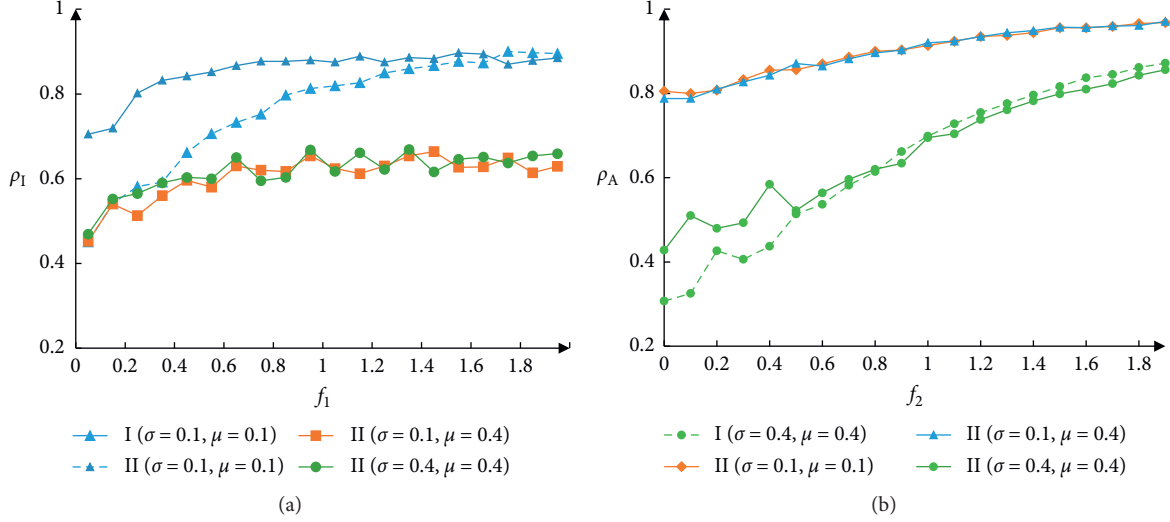 1
0.8
0.6
0.4
0.2
ρI
0 0.2 0.4 0.6 0.8 1 1.2 1.4 1.6 1.8
f1
I (σ = 0.1, μ = 0.1) II (σ = 0.1, μ = 0.4)
II (σ = 0.1, μ = 0.1) II (σ = 0.4, μ = 0.4)
(a)
1
0.8
0.6
0.4
0.2
ρA
0 0.2 0.4 0.6 0.8 1 1.2 1.4 1.6 1.8
f2
I (σ = 0.4, μ = 0.4) II (σ = 0.1, μ = 0.4)
II (σ = 0.1, μ = 0.1) II (σ = 0.4, μ = 0.4)
(b)